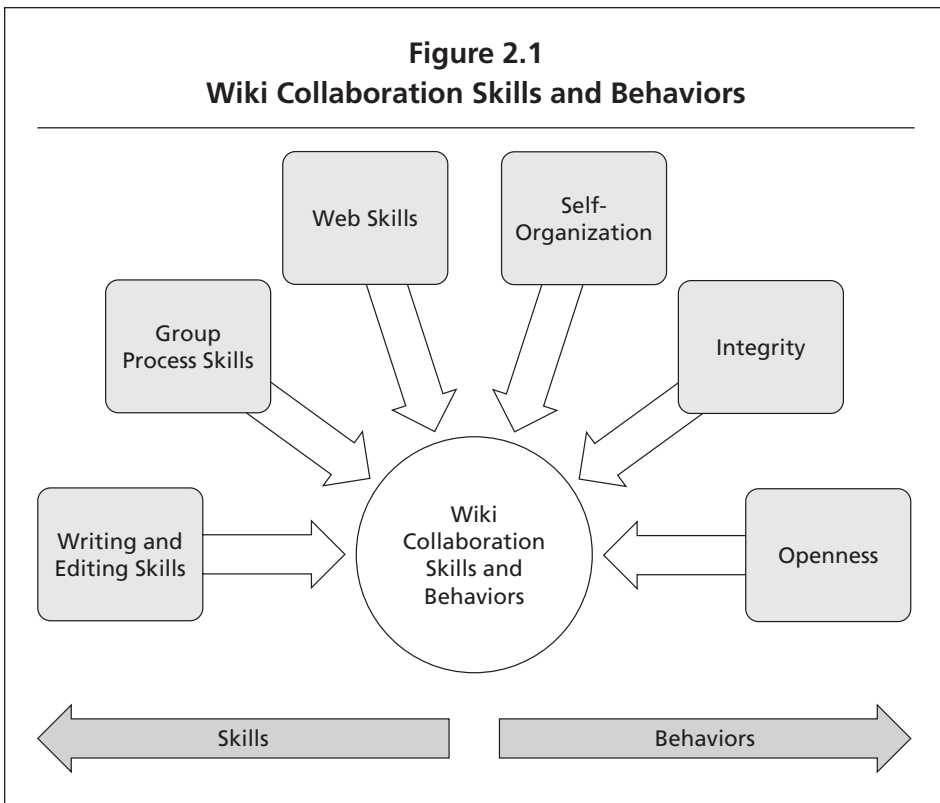 Figure 2.1
Wiki Collaboration Skills and Behaviors
Web Skills
Self-
Organization
Group
Process Skills
Integrity
Writing and
Editing Skills
Wiki
Collaboration
Skills and
Behaviors
Openness
Skills
Behaviors